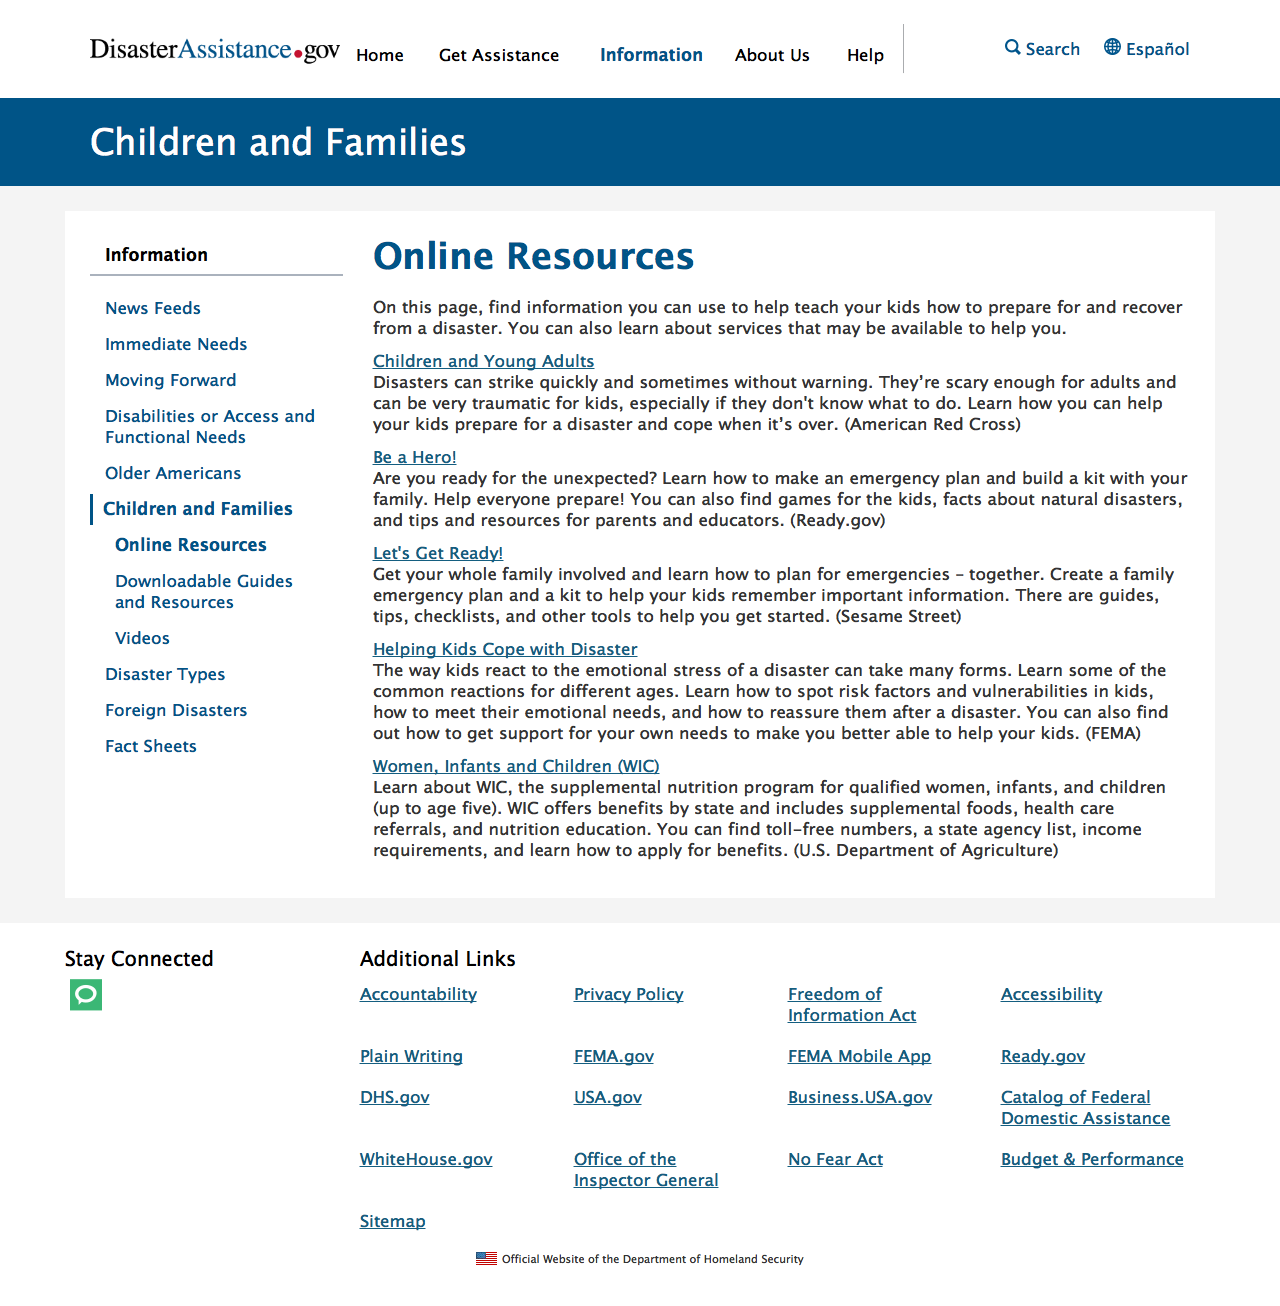 DisasterAssistance.gov
Home
Get Assistance
Information
About Us
Help
Search
Español
Children and Families
Information
News Feeds
Immediate Needs
Moving Forward
Disabilities or Access and
Functional Needs
Older Americans
Children and Families
Online Resources
Downloadable Guides
and Resources
Videos
Disaster Types
Foreign Disasters
Fact Sheets
Online Resources
On this page, find information you can use to help teach your kids how to prepare for and recover
from a disaster. You can also learn about services that may be available to help you.
Children and Young Adults
Disasters can strike quickly and sometimes without warning. They’re scary enough for adults and
can be very traumatic for kids, especially if they don't know what to do. Learn how you can help
your kids prepare for a disaster and cope when it’s over. (American Red Cross)
Be a Hero!
Are you ready for the unexpected? Learn how to make an emergency plan and build a kit with your
family. Help everyone prepare! You can also find games for the kids, facts about natural disasters,
and tips and resources for parents and educators. (Ready.gov)
Let's Get Ready!
Get your whole family involved and learn how to plan for emergencies – together. Create a family
emergency plan and a kit to help your kids remember important information. There are guides,
tips, checklists, and other tools to help you get started. (Sesame Street)
Helping Kids Cope with Disaster
The way kids react to the emotional stress of a disaster can take many forms. Learn some of the
common reactions for different ages. Learn how to spot risk factors and vulnerabilities in kids,
how to meet their emotional needs, and how to reassure them after a disaster. You can also find
out how to get support for your own needs to make you better able to help your kids. (FEMA)
Women, Infants and Children (WIC)
Learn about WIC, the supplemental nutrition program for qualified women, infants, and children
(up to age five). WIC offers benefits by state and includes supplemental foods, health care
referrals, and nutrition education. You can find toll-free numbers, a state agency list, income
requirements, and learn how to apply for benefits. (U.S. Department of Agriculture)
Stay Connected
Additional Links
Accountability
Privacy Policy
Freedom of
Information Act
Accessibility
Plain Writing
FEMA.gov
FEMA Mobile App
Ready.gov
DHS.gov
USA.gov
Business.USA.gov
Catalog of Federal
Domestic Assistance
WhiteHouse.gov
Office of the
Inspector General
No Fear Act
Budget & Performance
Sitemap
Official Website of the Department of Homeland Security